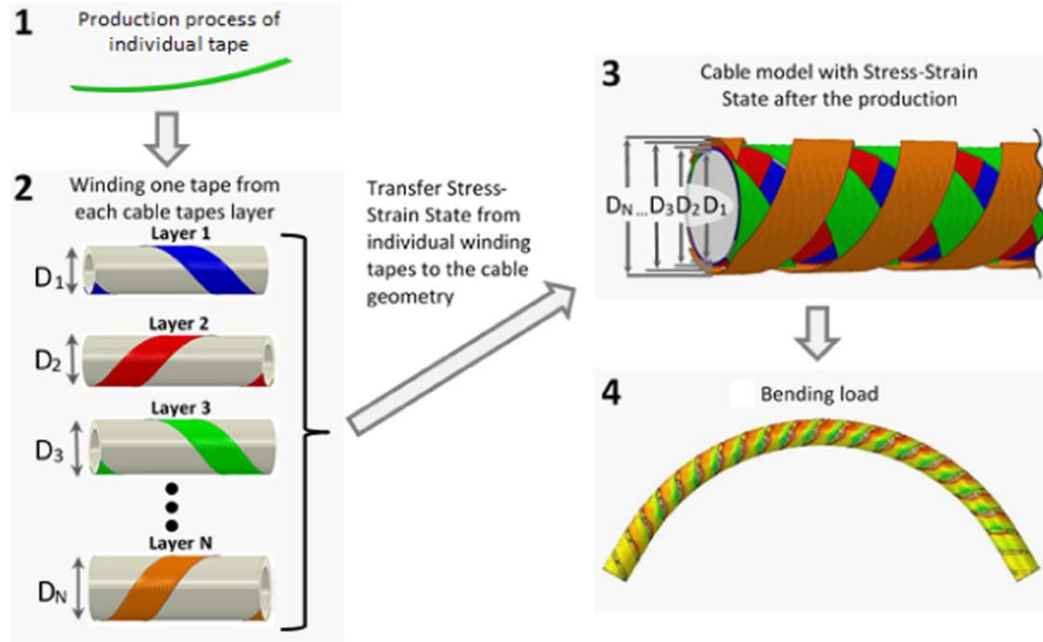 1
Production process of
individual tape
2
Winding one tape from
each cable tapes layer
Layer 1
D1
Layer 2
D2
Layer 3
D3
Layer N
DN
Transfer Stress-
Strain State from
individual winding
tapes to the cable
geometry
3
Cable model with Stress-Strain
State after the production
DN...D3D2D1
4
Bending load